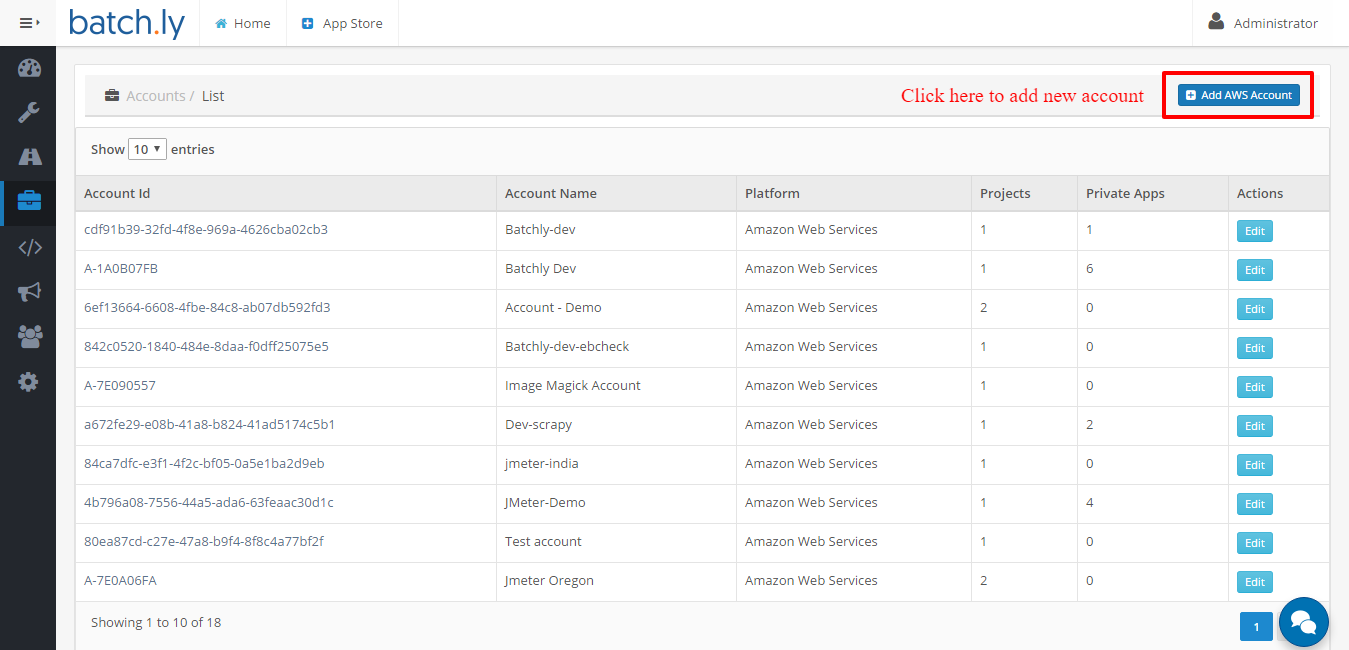 batch.ly Home App Store Administrator
Accounts / List Click here to add new account Add AWS Account
Show 10 entries
Account Id Account Name Platform Projects Private Apps Actions
cdf91b39-32fd-4f8e-969a-4626cba02cb3 Batchly-dev Amazon Web Services 1 1 Edit
A-1A0B07FB Batchly Dev Amazon Web Services 1 6 Edit
6ef13664-6608-4fbe-84c8-ab07db592fd3 Account - Demo Amazon Web Services 2 0 Edit
842c0520-1840-484e-8daa-f0dff25075e5 Batchly-dev-ebcheck Amazon Web Services 1 0 Edit
A-7E090557 Image Magick Account Amazon Web Services 1 0 Edit
a672fe29-e08b-41a8-b824-41ad5174c5b1 Dev-scrapy Amazon Web Services 1 2 Edit
84ca7dfc-e3f1-4f2c-bf05-0a5e1ba2d9eb jmeter-india Amazon Web Services 1 0 Edit
4b796a08-7556-44a5-ada6-63feaac30d1c JMeter-Demo Amazon Web Services 1 4 Edit
80ea87cd-c27e-47a8-b9f4-8f8c4a77bf2f Test account Amazon Web Services 1 0 Edit
A-7E0A06FA Jmeter Oregon Amazon Web Services 2 0 Edit
Showing 1 to 10 of 18 1